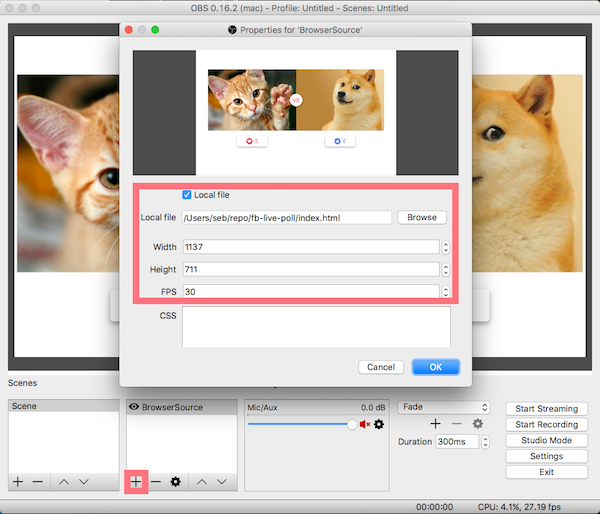 OBS 0.16.2 (mac) - Profile: Untitled - Scenes: Untitled
Properties for 'BrowserSource'
VS
0
0
Local file
Local file /Users/seb/repo/fb-live-poll/index.html Browse
Width 1137
Height 711
FPS 30
CSS
Cancel OK
Scenes
Scene
BrowserSource
Mic/Aux 0.0 dB
Fade
Duration 300ms
Start Streaming
Start Recording
Studio Mode
Settings
Exit
00:00:00 CPU: 4.1%, 27.19 fps